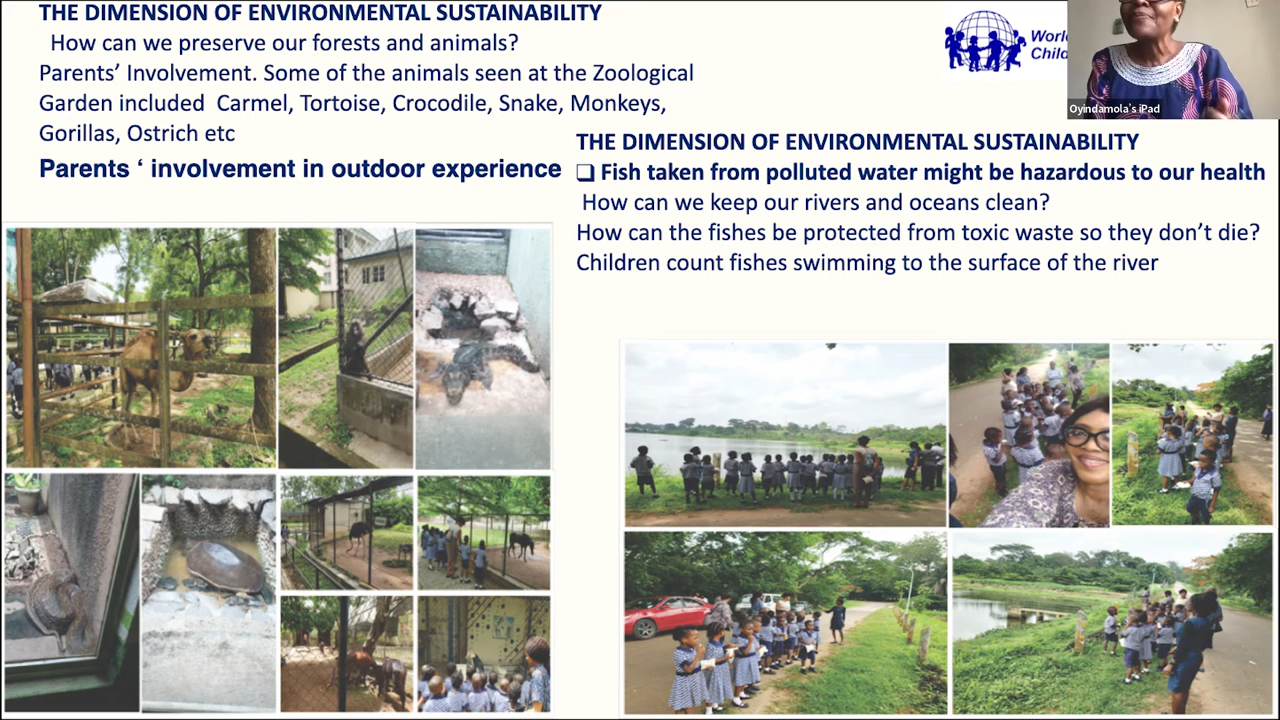 THE DIMENSION OF ENVIRONMENTAL SUSTAINABILITY
How can we preserve our forests and animals?
Parents' Involvement. Some of the animals seen at the Zoological
Garden included Carmel, Tortoise, Crocodile, Snake, Monkeys,
Gorillas, Ostrich etc
Parents ‘ involvement in outdoor experience
World
Oyindamola's iPad
THE DIMENSION OF ENVIRONMENTAL SUSTAINABILITY
❑ Fish taken from polluted water might be hazardous to our health
How can we keep our rivers and oceans clean?
How can the fishes be protected from toxic waste so they don't die?
Children count fishes swimming to the surface of the river